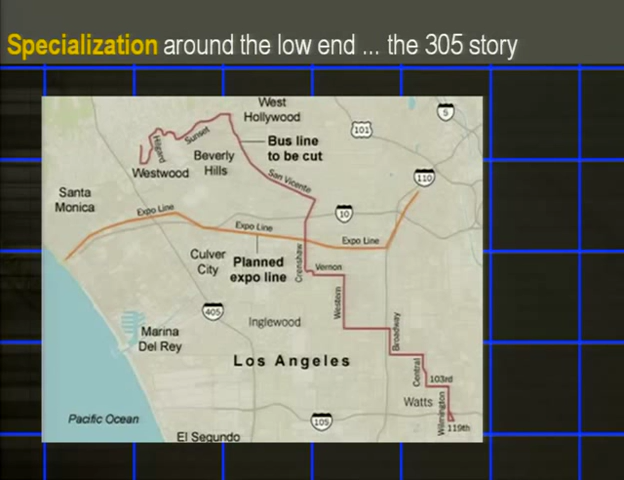 Specialization around the low end ... the 305 story
West
Hollywood
5
101
Bus line
to be cut
Sunset
Hilgard
Beverly
Hills
Westwood
San Vicente
110
Santa
Monica
Expo Line
10
Expo Line
Expo Line
Culver
City
Planned
expo line
Crenshaw
Vernon
405
Western
Inglewood
Broadway
Marina
Del Rey
Los Angeles
Central
103rd
Watts
Wilmington
Pacific Ocean
105
119th
El Segundo